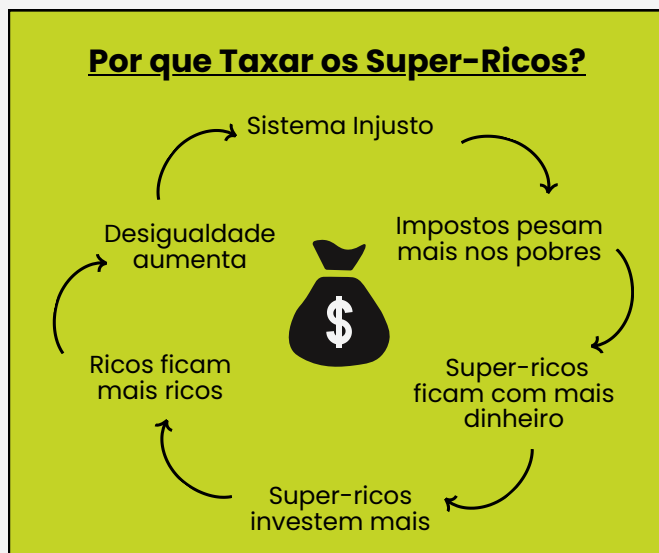 Por que Taxar os Super-Ricos?
Sistema Injusto
Impostos pesam
mais nos pobres
Super-ricos
ficam com mais
dinheiro
Super-ricos
investem mais
Ricos ficam
mais ricos
Desigualdade
aumenta
$